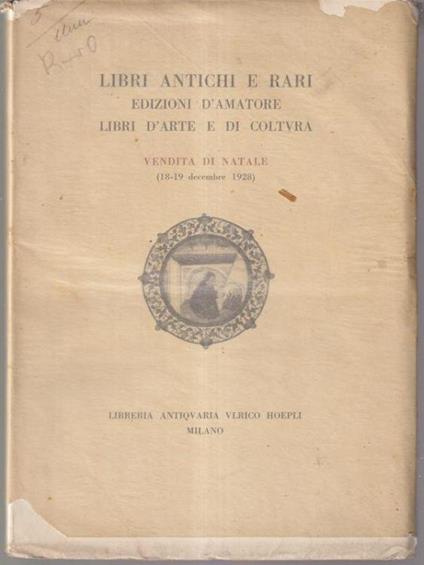 LIBRI ANTICHI E RARI
EDIZIONI D'AMATORE
LIBRI D'ARTE E DI COLTVRA
VENDITA DI NATALE
(18-19 decembre 1928)
LIBRERIA ANTIQVARIA VLRICO HOEPLI
MILANO